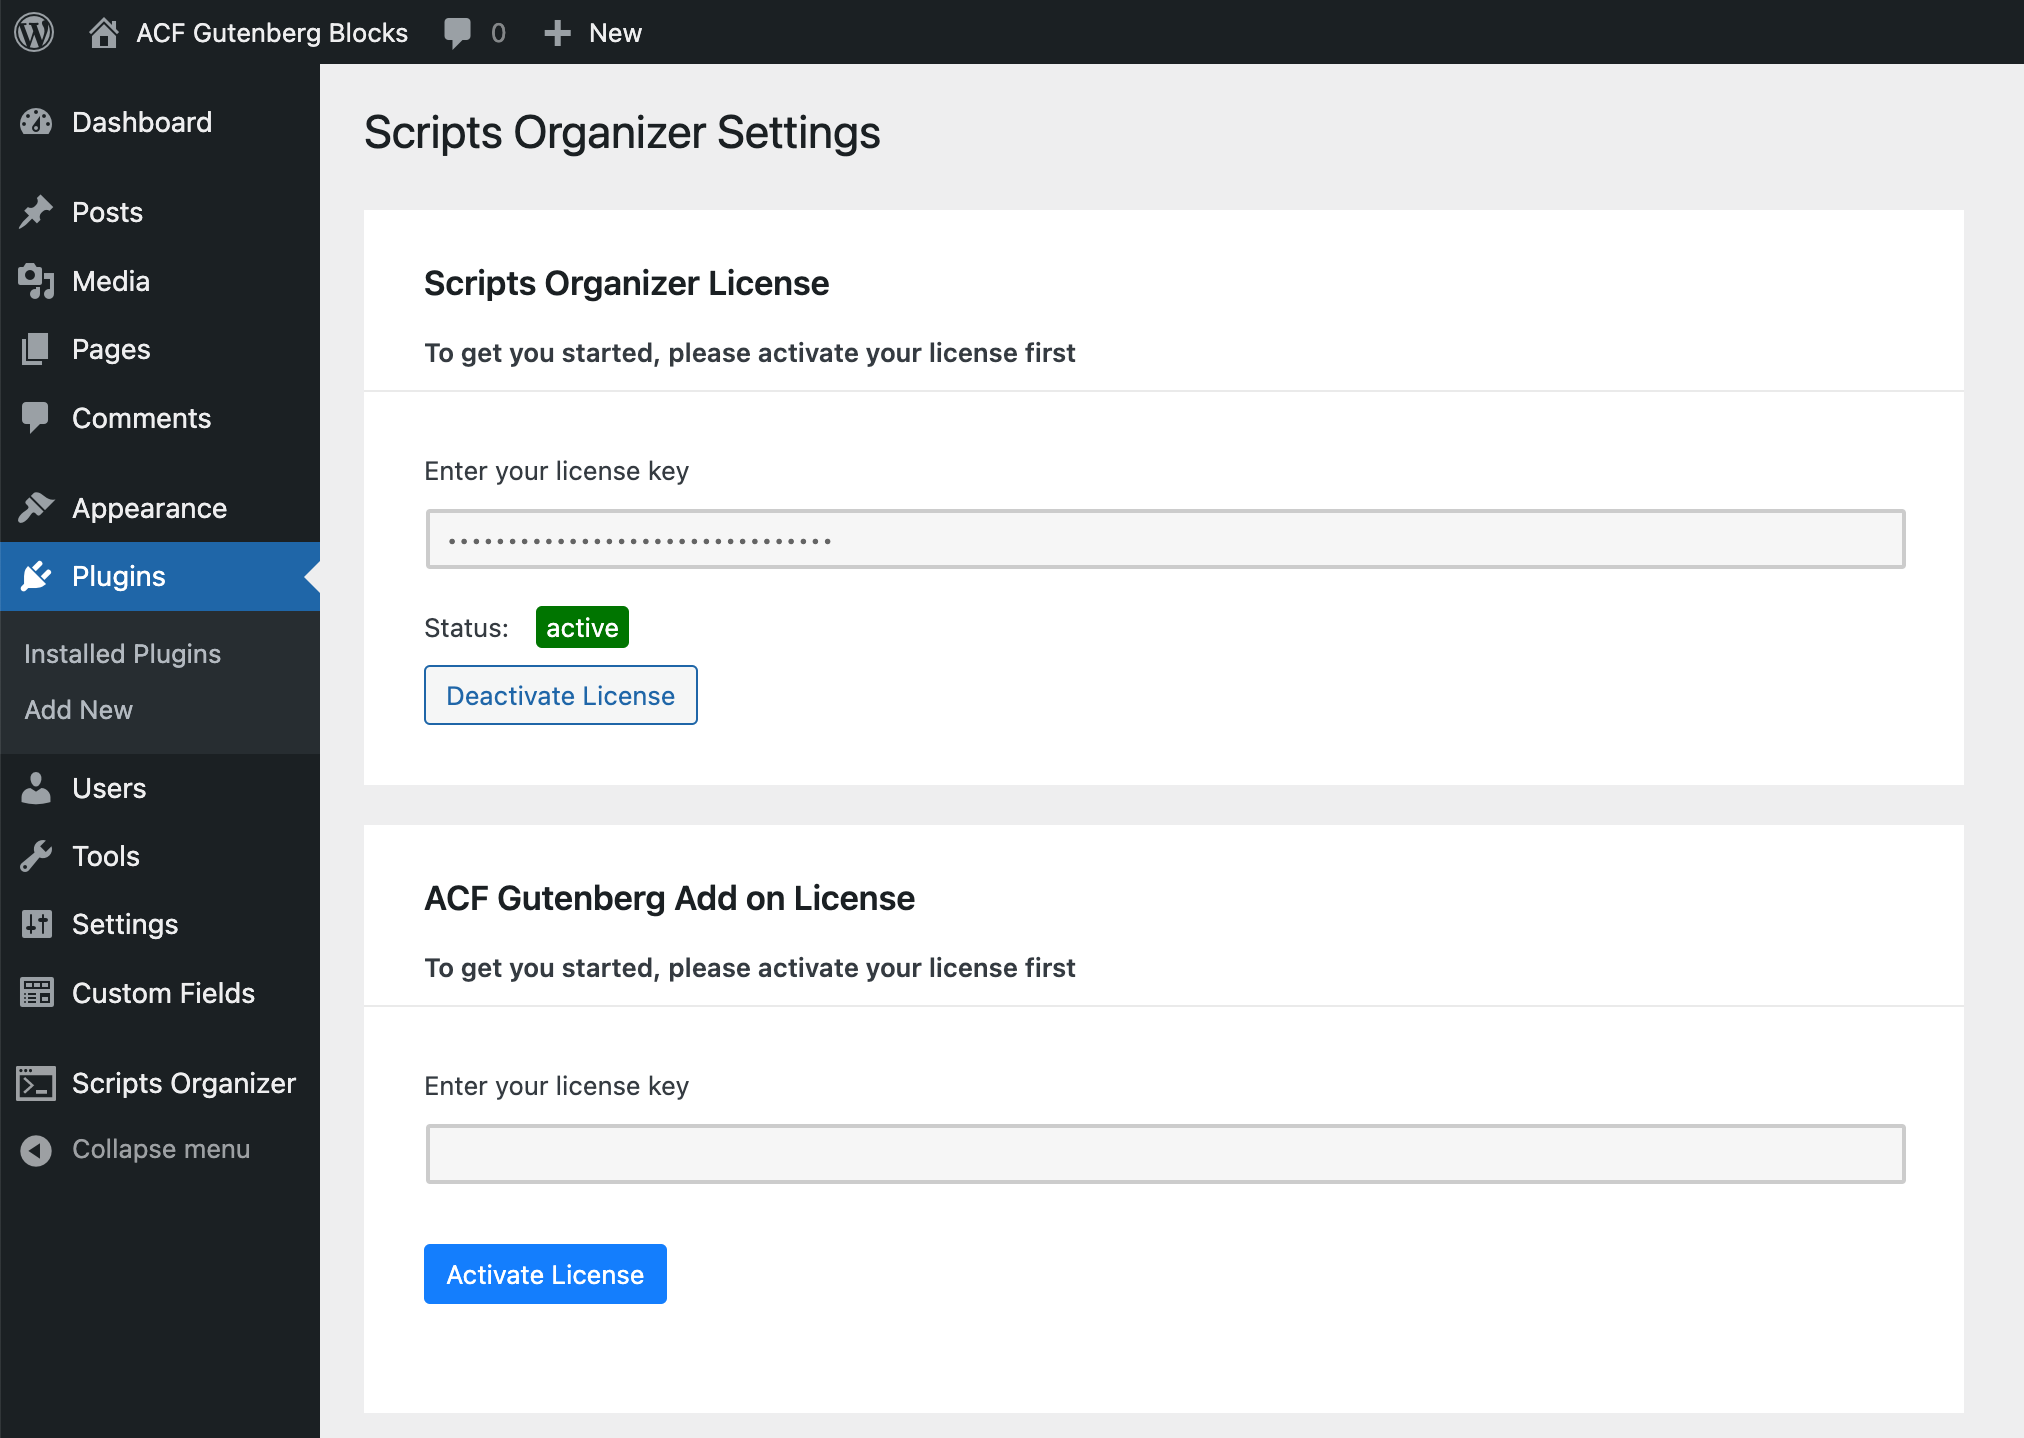 ACF Gutenberg Blocks 0 New
Dashboard
Posts
Media
Pages
Comments
Appearance
Plugins
Installed Plugins
Add New
Users
Tools
Settings
Custom Fields
Scripts Organizer
Collapse menu
Scripts Organizer Settings
Scripts Organizer License
To get you started, please activate your license first
Enter your license key
••••••••••••••••••••••••••••••••
Status: active
Deactivate License
ACF Gutenberg Add on License
To get you started, please activate your license first
Enter your license key
Activate License